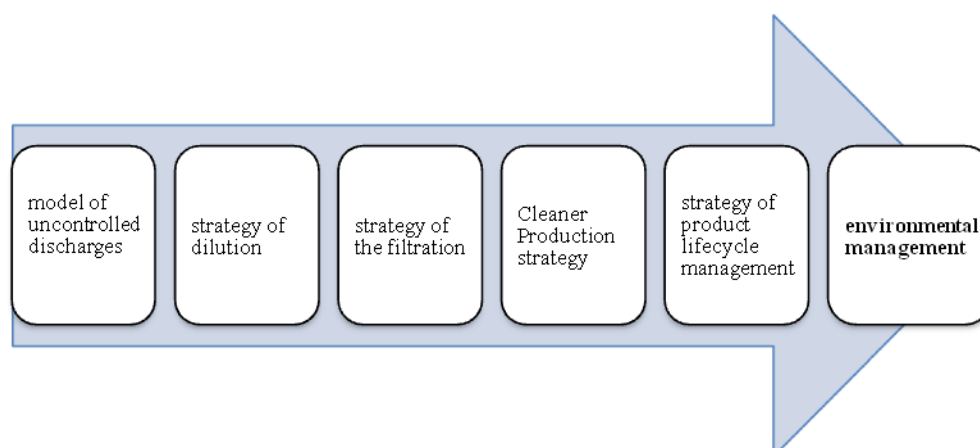 model of
uncontrolled
discharges
strategy of
dilution
strategy of
the filtration
Cleaner
Production
strategy
strategy of
product
lifecycle
management
environmental
management